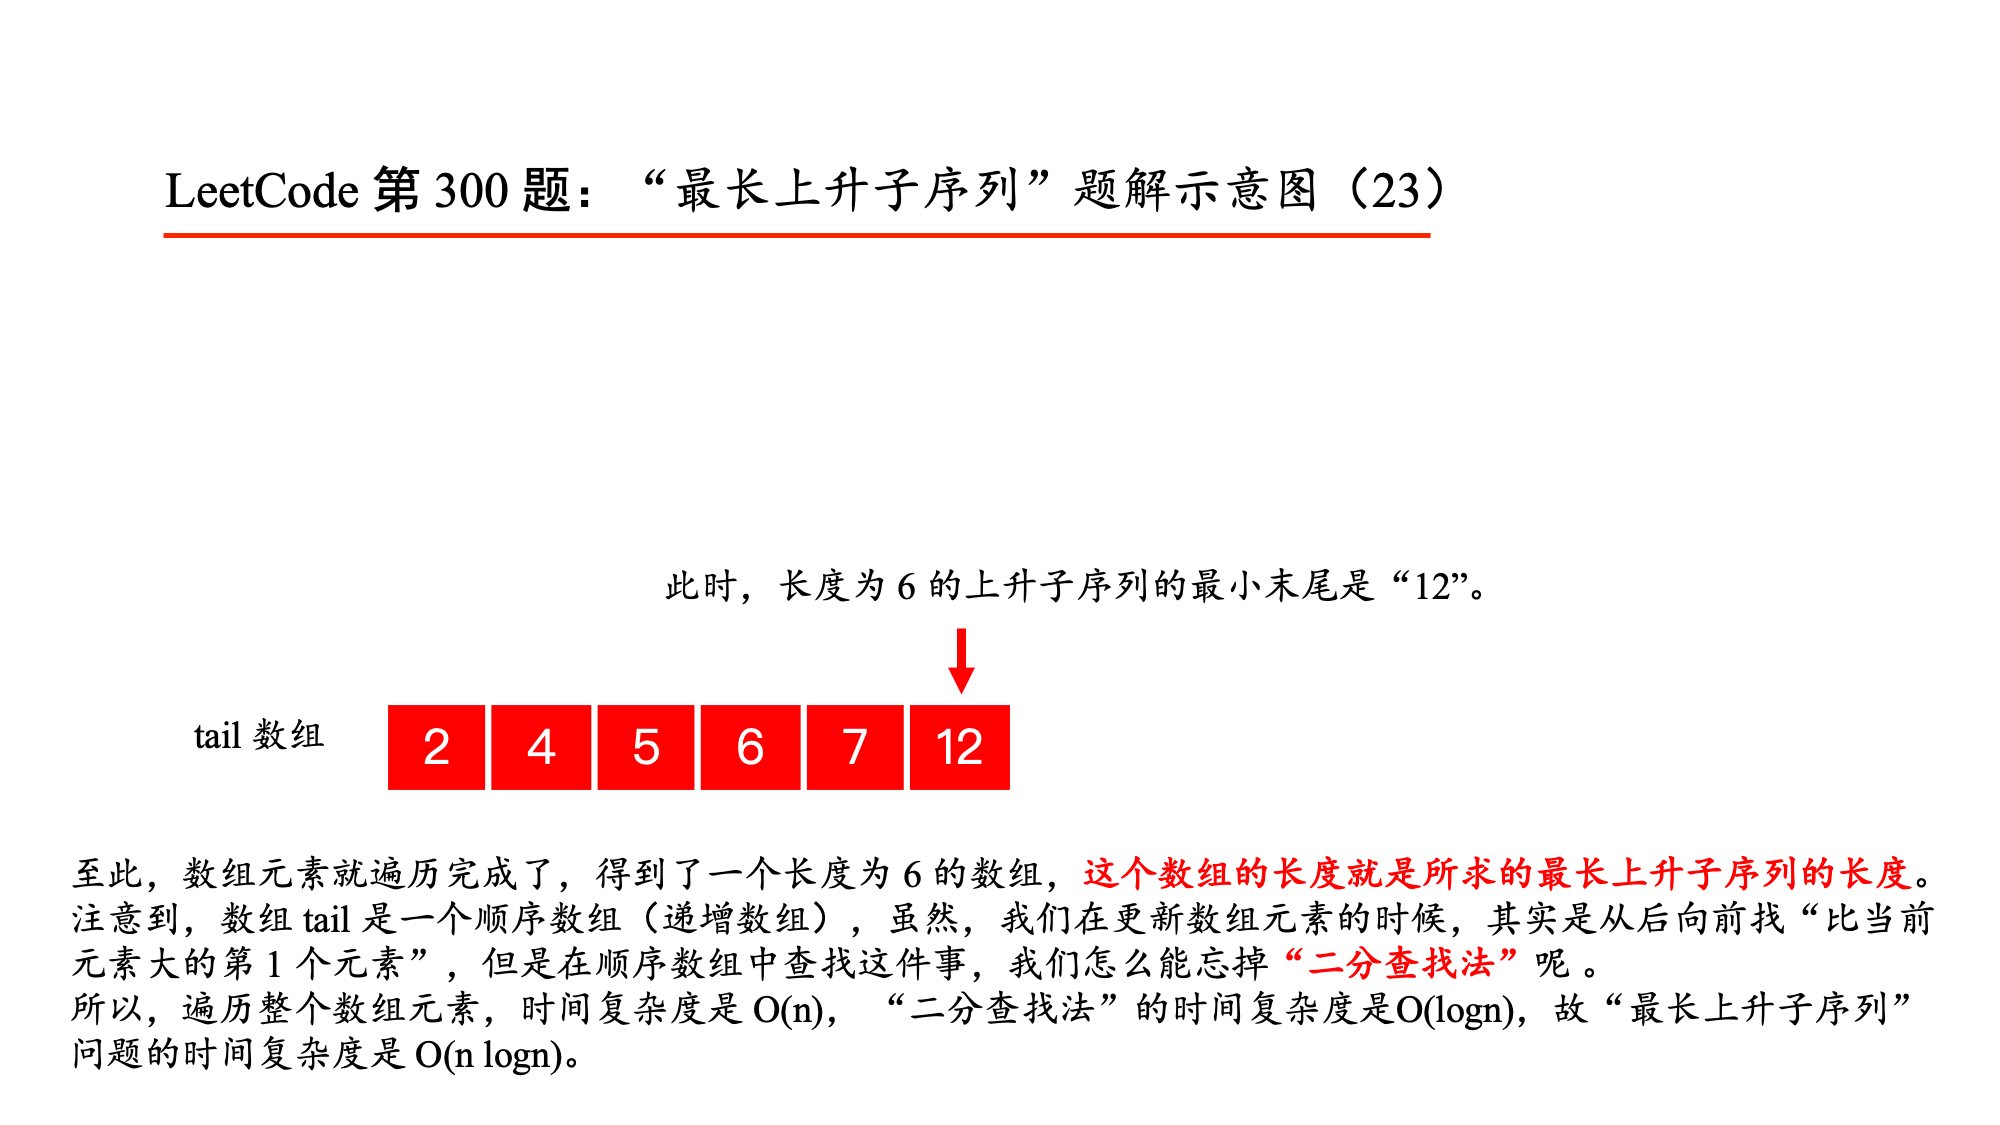 LeetCode 第 300 题：“最长上升子序列”题解示意图（23）
此时，长度为 6 的上升子序列的最小末尾是“12”。
tail 数组
2 4 5 6 7 12
至此，数组元素就遍历完成了，得到了一个长度为 6 的数组，这个数组的长度就是所求的最长上升子序列的长度。
注意到，数组 tail 是一个顺序数组（递增数组），虽然，我们在更新数组元素的时候，其实是从后向前找“比当前
元素大的第 1 个元素”，但是在顺序数组中查找这件事，我们怎么能忘掉“二分查找法”呢 。
所以，遍历整个数组元素，时间复杂度是 O(n)，“二分查找法”的时间复杂度是O(logn)，故“最长上升子序列”
问题的时间复杂度是 O(n logn)。